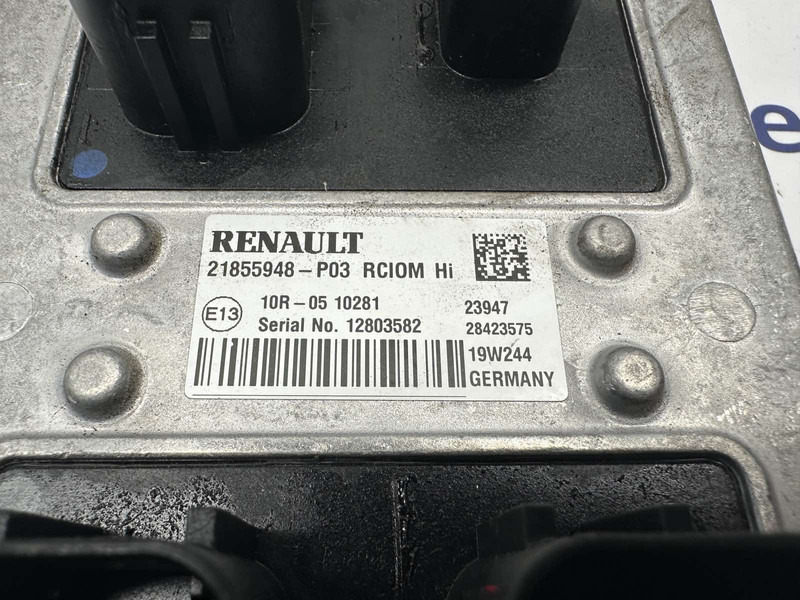 RENAULT
21855948-P03 RCIOM Hi
E13
10R-05 10281
23947
Serial No. 12803582
28423575
19W244
GERMANY
e